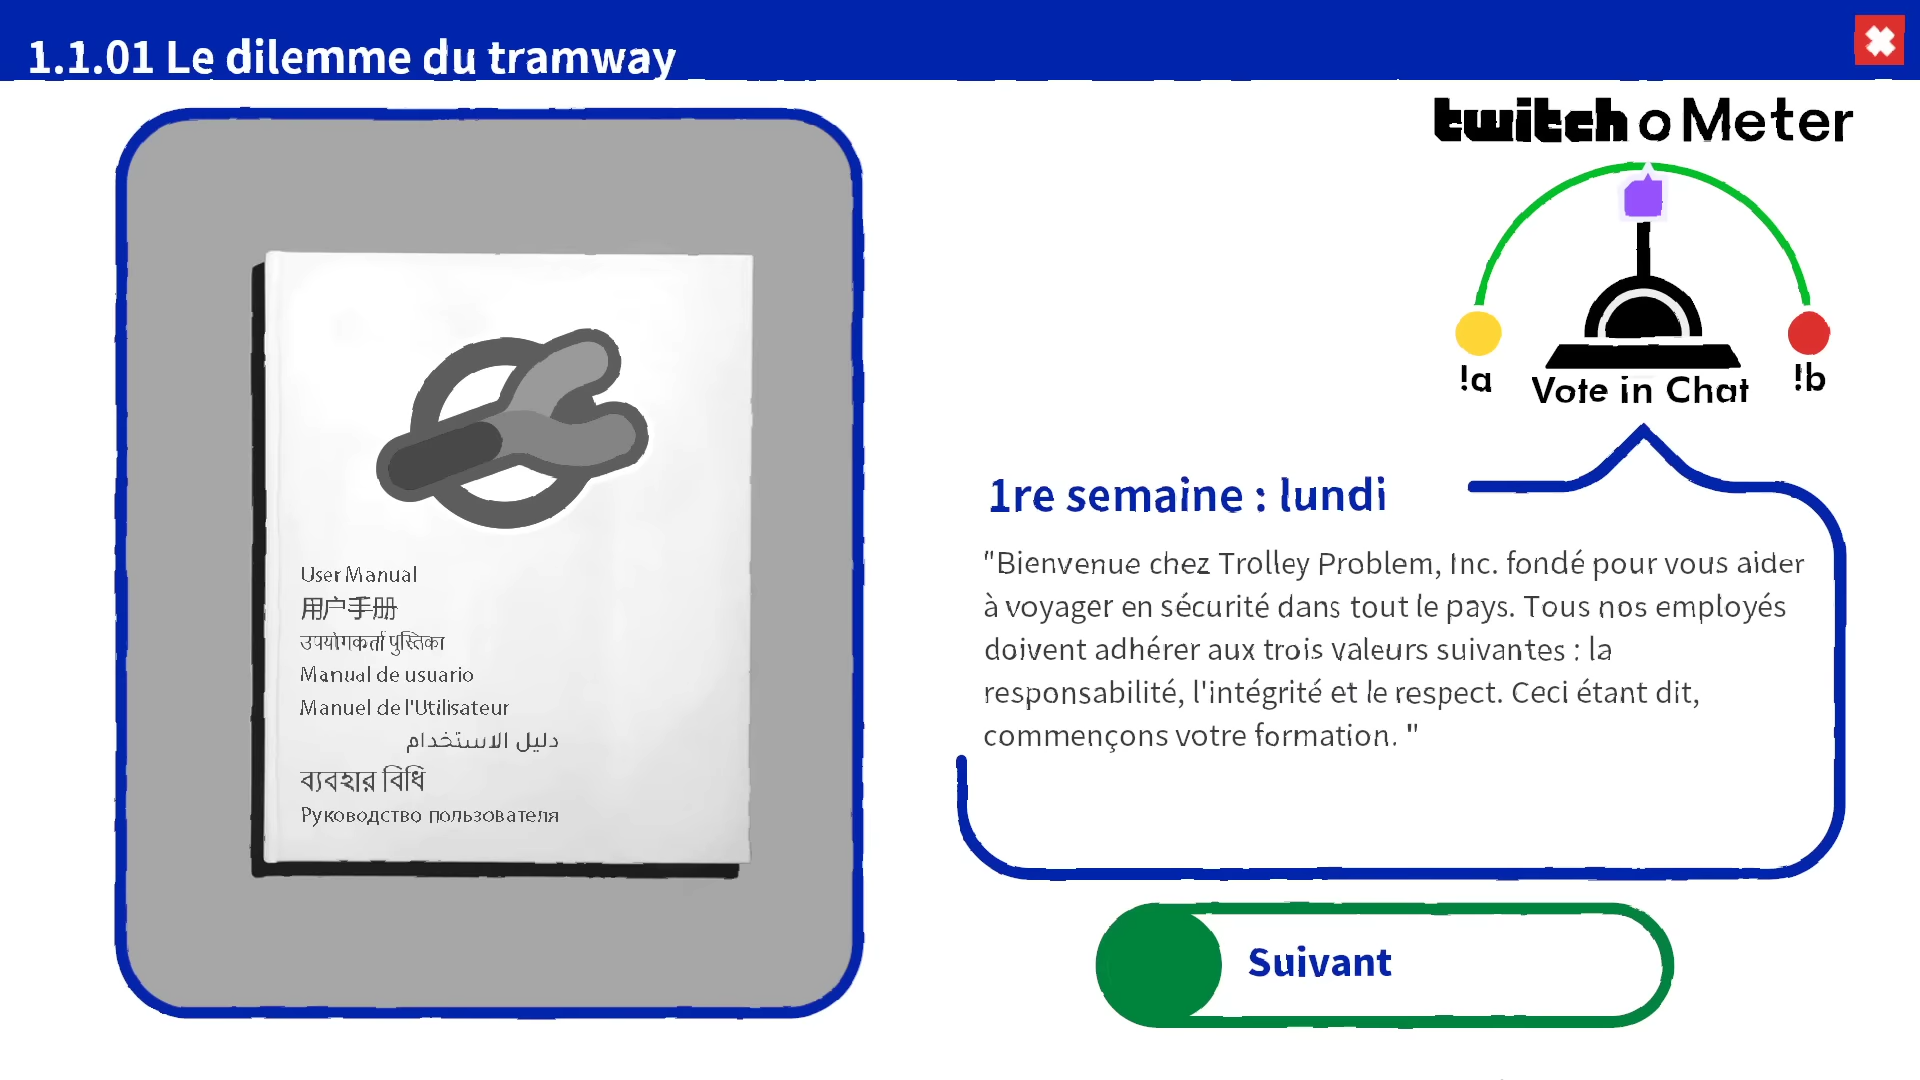 1.1.01 Le dilemme du tramway
twitch o Meter
!a
Vote in Chat
!b
User Manual
用户手册
उपयोगकर्ता पुस्तिका
Manual de usuario
Manuel de l'Utilisateur
دليل الاستخدام
ব্যবহার বিধি
Руководство пользователя
1re semaine : lundi
"Bienvenue chez Trolley Problem, Inc. fondé pour vous aider
à voyager en sécurité dans tout le pays. Tous nos employés
doivent adhérer aux trois valeurs suivantes : la
responsabilité, l'intégrité et le respect. Ceci étant dit,
commençons votre formation. "
Suivant